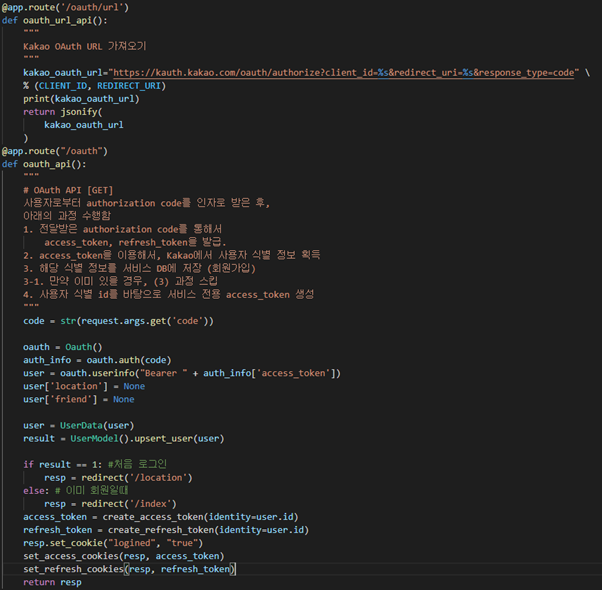 @app.route('/oauth/url')
def oauth_url_api():
    """
    Kakao OAuth URL 가져오기
    """
    kakao_oauth_url="https://kauth.kakao.com/oauth/authorize?client_id=%s&redirect_uri=%s&response_type=code" \
    % (CLIENT_ID, REDIRECT_URI)
    print(kakao_oauth_url)
    return jsonify(
        kakao_oauth_url
    )
@app.route("/oauth")
def oauth_api():
    """
    # OAuth API [GET]
    사용자로부터 authorization code를 인자로 받은 후,
    아래의 과정 수행함
    1. 전달받은 authorization code를 통해서
        access_token, refresh_token을 발급.
    2. access_token을 이용해서, Kakao에서 사용자 식별 정보 획득
    3. 해당 식별 정보를 서비스 DB에 저장 (회원가입)
    3-1. 만약 이미 있을 경우, (3) 과정 스킵
    4. 사용자 식별 id를 바탕으로 서비스 전용 access_token 생성
    """
    code = str(request.args.get('code'))

    oauth = Oauth()
    auth_info = oauth.auth(code)
    user = oauth.userinfo("Bearer " + auth_info['access_token'])
    user['location'] = None
    user['friend'] = None

    user = UserData(user)
    result = UserModel().upsert_user(user)

    if result == 1: #처음 로그인
        resp = redirect('/location')
    else: # 이미 회원일때
        resp = redirect('/index')
    access_token = create_access_token(identity=user.id)
    refresh_token = create_refresh_token(identity=user.id)
    resp.set_cookie("logined", "true")
    set_access_cookies(resp, access_token)
    set_refresh_cookies(resp, refresh_token)
    return resp